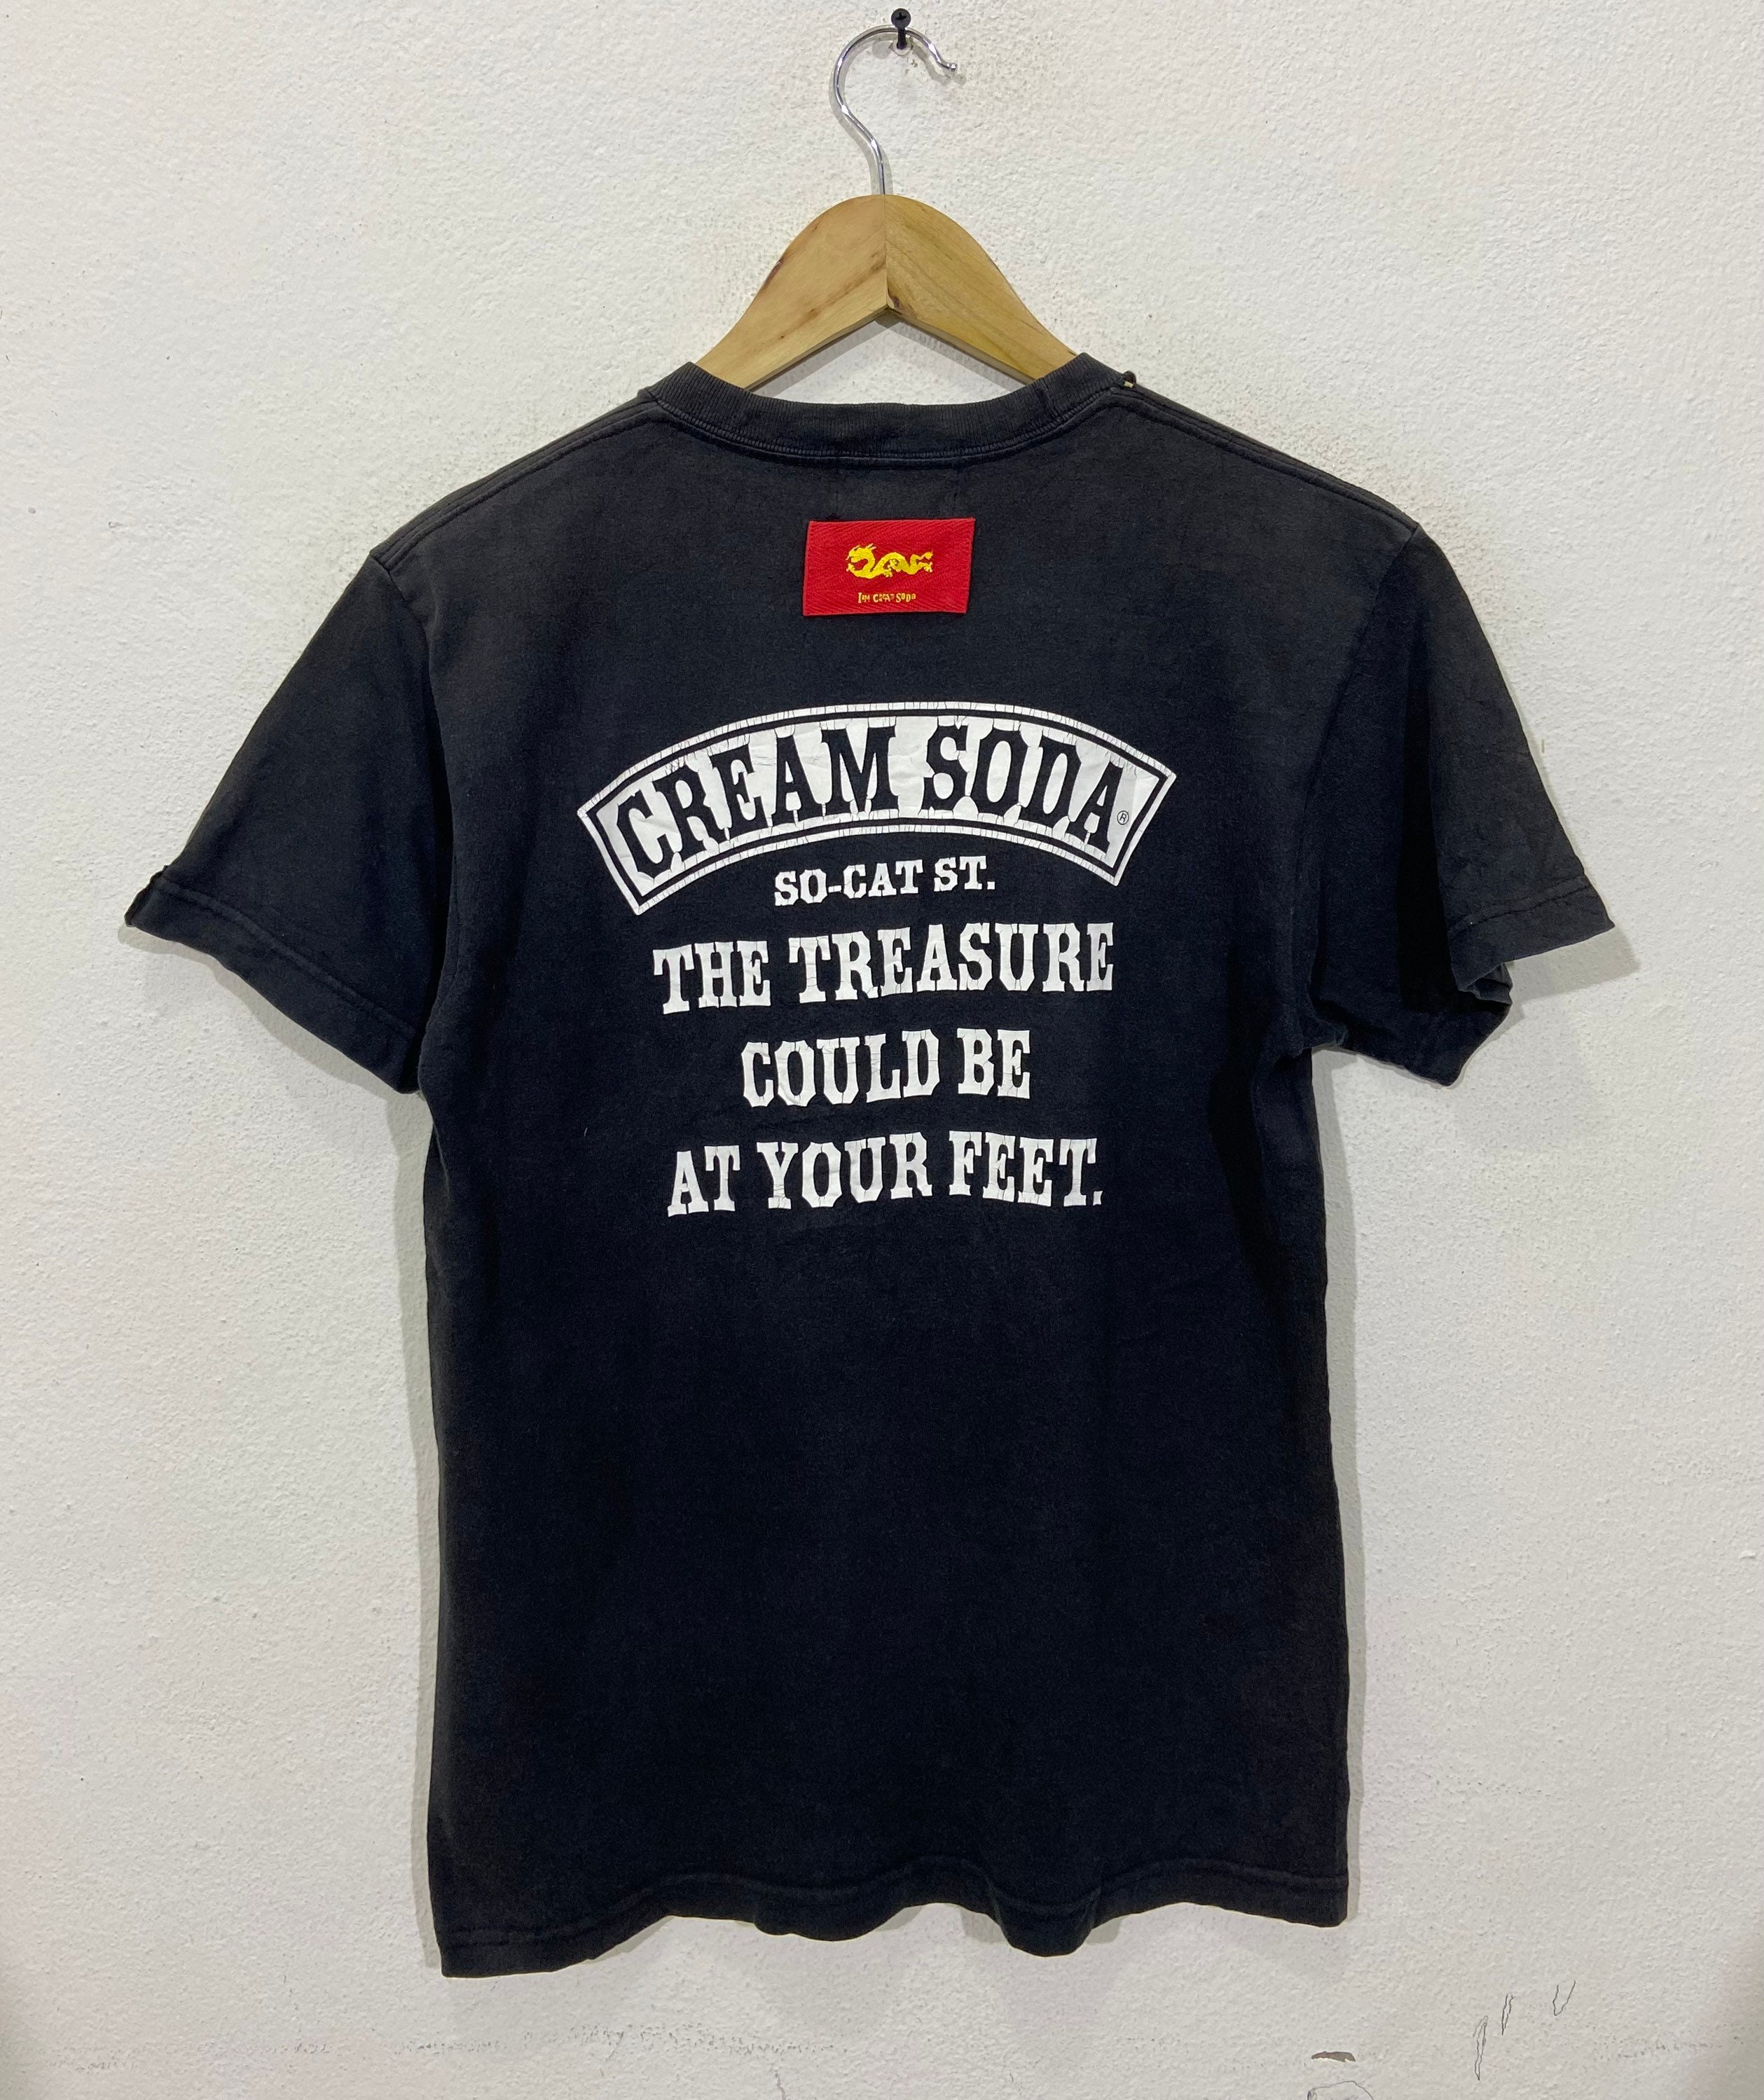 CREAM SODA®
SO-CAT ST.
THE TREASURE
COULD BE
AT YOUR FEET.